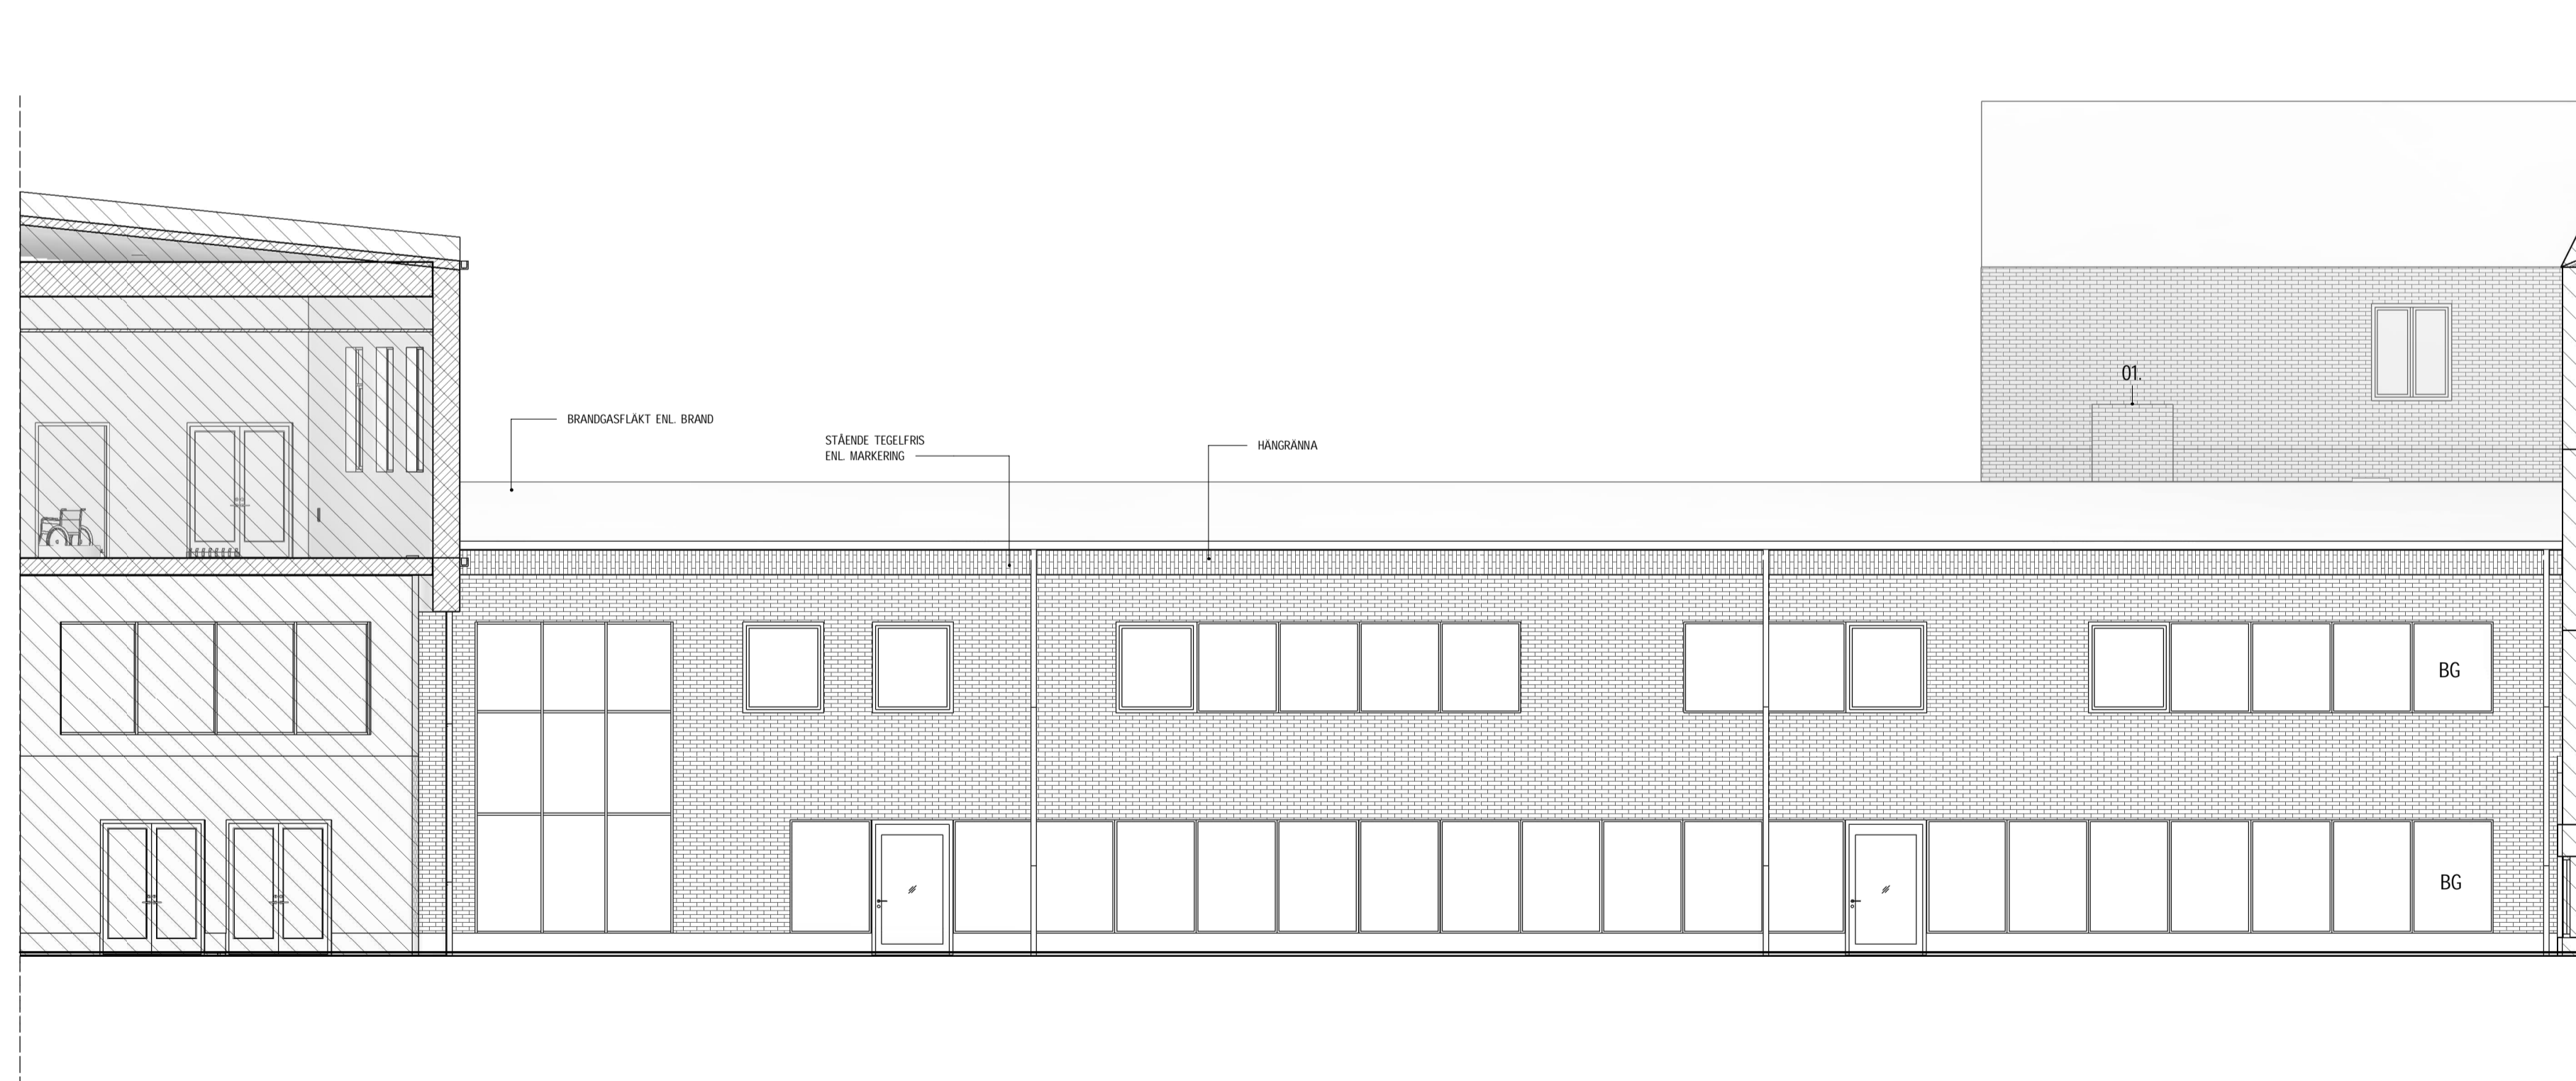 01.
BRANDGASFLÄKT ENL. BRAND
STÅENDE TEGELFRIS
ENL. MARKERING
HÄNGRÄNNA
BG
BG